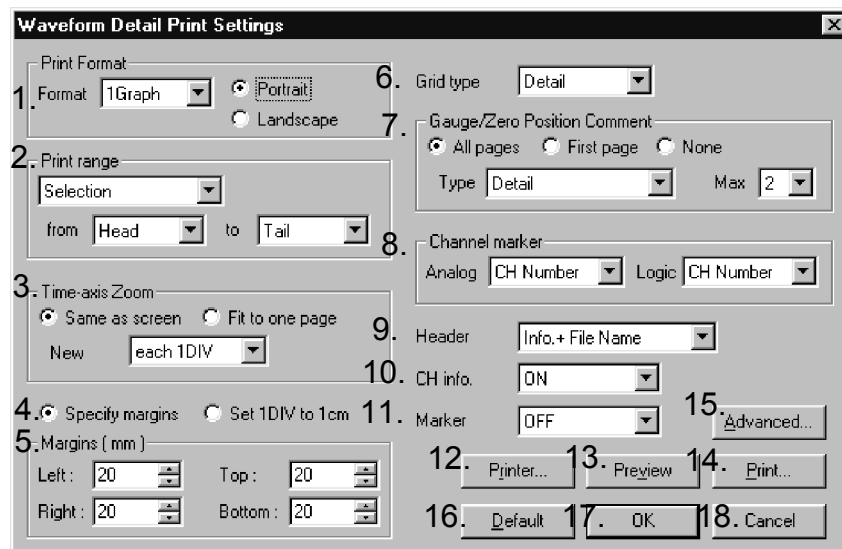 Waveform Detail Print Settings
Print Format
1. Format 1Graph Portrait
Landscape
2. Print range
Selection
from Head to Tail
3. Time-axis Zoom
Same as screen Fit to one page
New each 1DIV
4. Specify margins Set 1DIV to 1cm
5. Margins ( mm )
Left : 20 Top : 20
Right : 20 Bottom : 20
6. Grid type Detail
7. Gauge/Zero Position Comment
All pages First page None
Type Detail Max 2
8. Channel marker
Analog CH Number Logic CH Number
9. Header Info.+ File Name
10. CH info. ON
11. Marker OFF
15. Advanced...
12. Printer... 13. Preview 14. Print...
16. Default 17. OK 18. Cancel